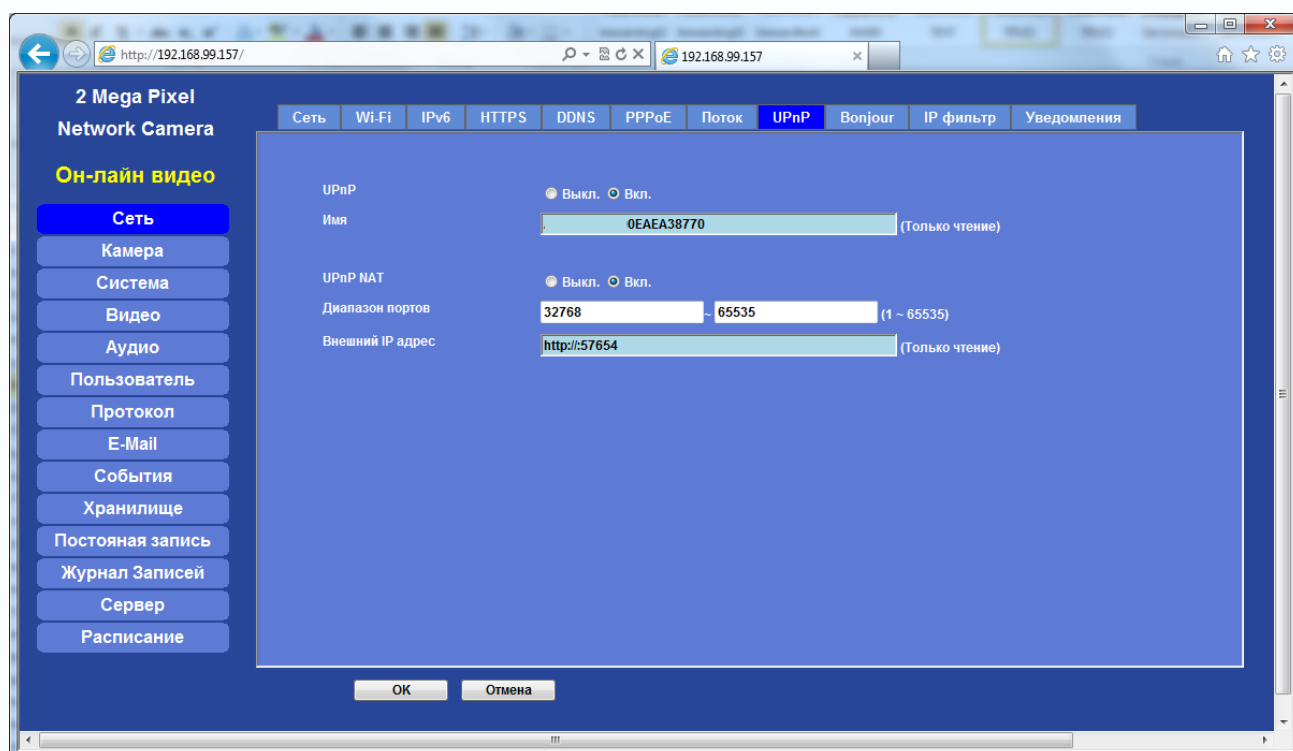 http://192.168.99.157/
192.168.99.157
2 Mega Pixel
Network Camera
Он-лайн видео
Сеть
Камера
Система
Видео
Аудио
Пользователь
Протокол
E-Mail
События
Хранилище
Постояная запись
Журнал Записей
Сервер
Расписание
Сеть Wi-Fi IPv6 HTTPS DDNS PPPoE Поток UPnP Bonjour IP фильтр Уведомления
UPnP Выкл. Вкл.
Имя 0EAEA38770 (Только чтение)
UPnP NAT Выкл. Вкл.
Диапазон портов 32768 ~ 65535 (1 ~ 65535)
Внешний IP адрес http://:57654 (Только чтение)
OK Отмена